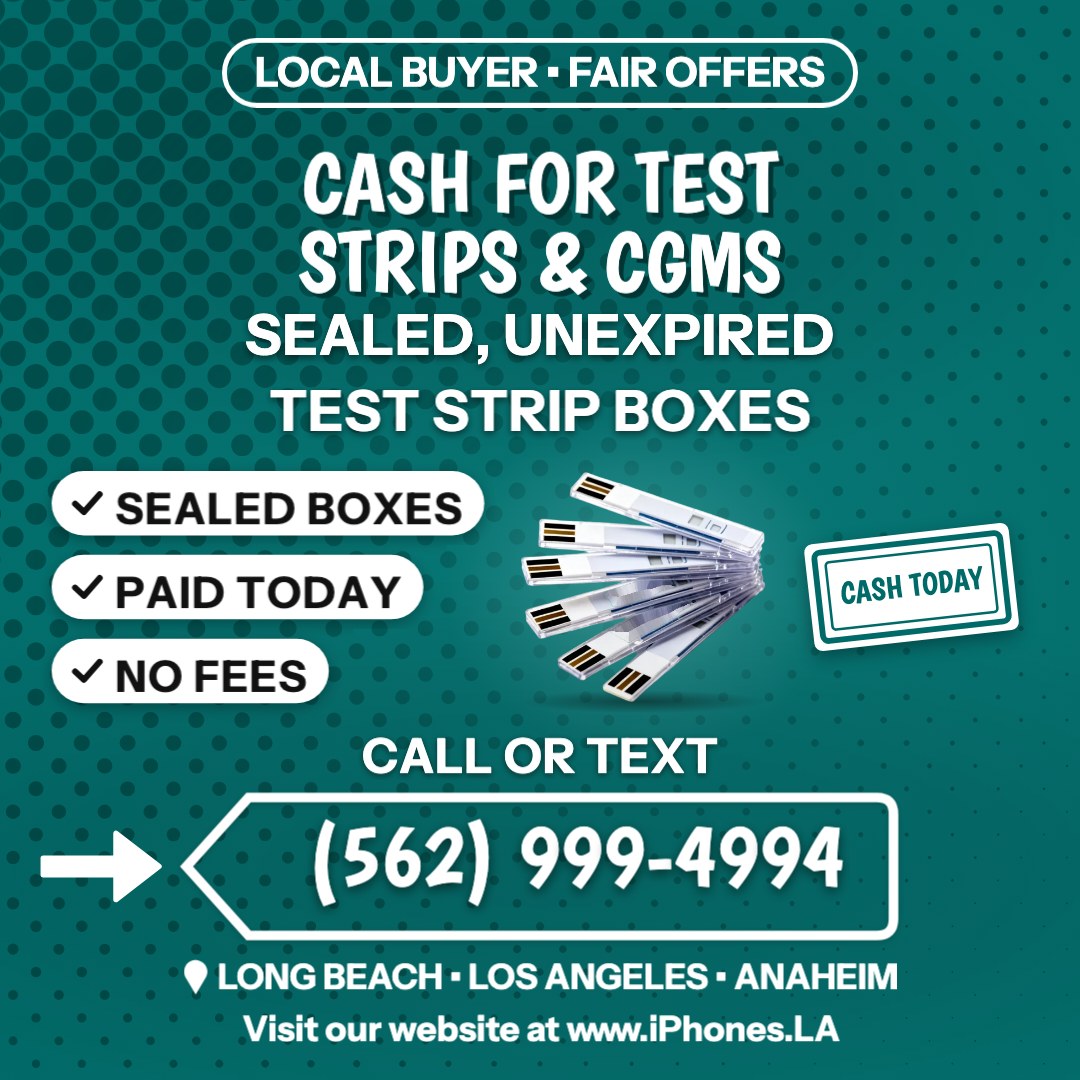 LOCAL BUYER ▪ FAIR OFFERS
CASH FOR TEST
STRIPS & CGMS
SEALED, UNEXPIRED
TEST STRIP BOXES
✓ SEALED BOXES
✓ PAID TODAY
✓ NO FEES
CASH TODAY
CALL OR TEXT
(562) 999-4994
LONG BEACH ▪ LOS ANGELES ▪ ANAHEIM
Visit our website at www.iPhones.LA